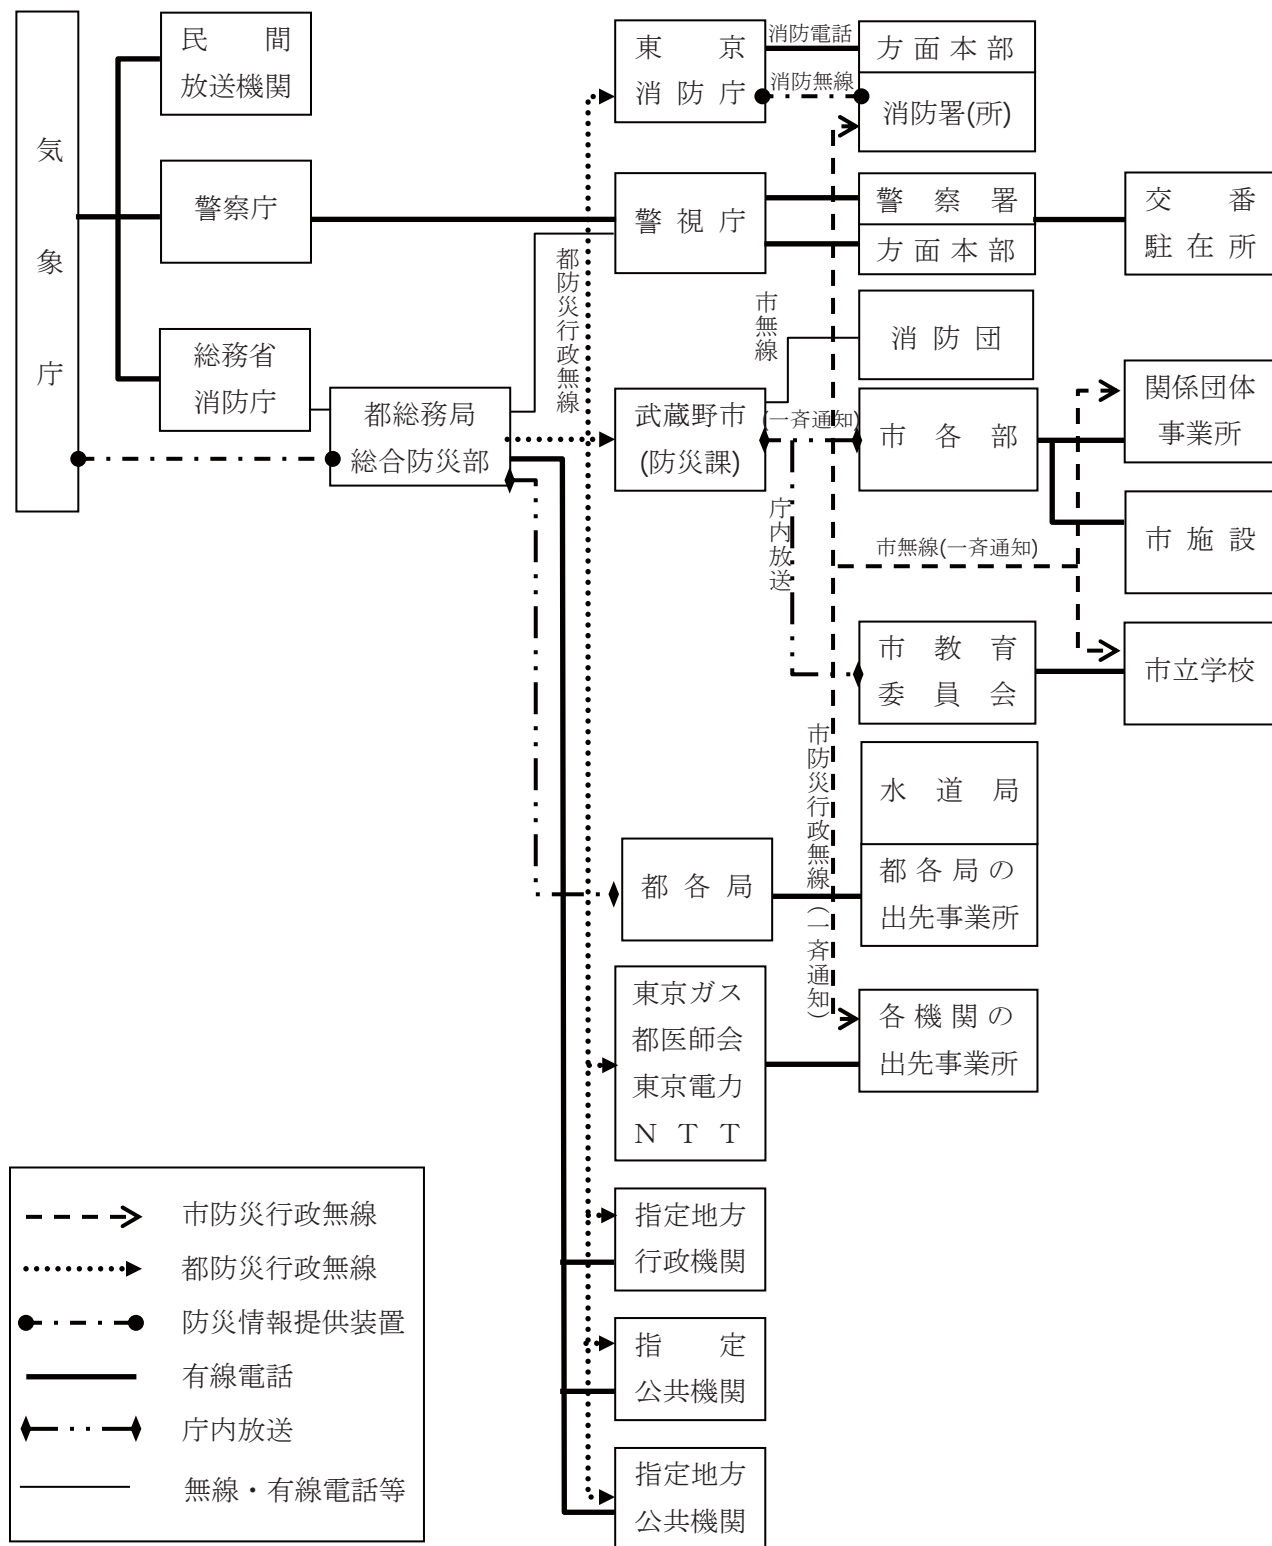 気象庁
民　間
放送機関
警察庁
総務省
消防庁
都総務局
総合防災部
都防災行政無線
東　京
消防庁
警視庁
武蔵野市
(防災課)
都各局
東京ガス
都医師会
東京電力
ＮＴＴ
指定地方
行政機関
指　定
公共機関
指定地方
公共機関
消防電話
消防無線
市無線
(一斉通知)
庁内放送
市無線(一斉通知)
市防災行政無線(一斉通知)
方面本部
消防署(所)
警察署
方面本部
消防団
市各部
市教育
委員会
水道局
都各局の
出先事業所
各機関の
出先事業所
交　番
駐在所
関係団体
事業所
市施設
市立学校
市防災行政無線
都防災行政無線
防災情報提供装置
有線電話
庁内放送
無線・有線電話等